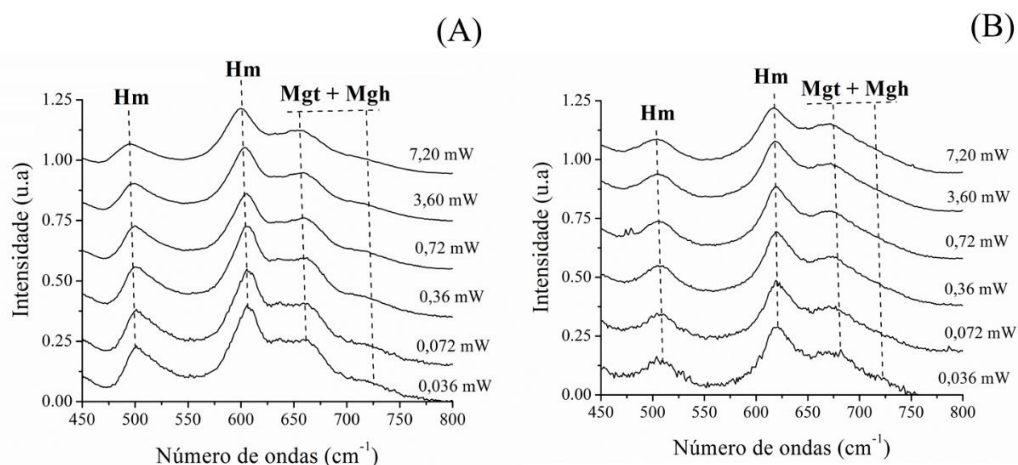 (A)
Hm
Hm
Mgt + Mgh
1.25
1.00
0.75
0.50
0.25
0.00
Intensidade (u.a)
7,20 mW
3,60 mW
0,72 mW
0,36 mW
0,072 mW
0,036 mW
450 500 550 600 650 700 750 800
Número de ondas (cm⁻¹)
(B)
Hm
Hm
Mgt + Mgh
1.25
1.00
0.75
0.50
0.25
0.00
Intensidade (u.a)
7,20 mW
3,60 mW
0,72 mW
0,36 mW
0,072 mW
0,036 mW
450 500 550 600 650 700 750 800
Número de ondas (cm⁻¹)